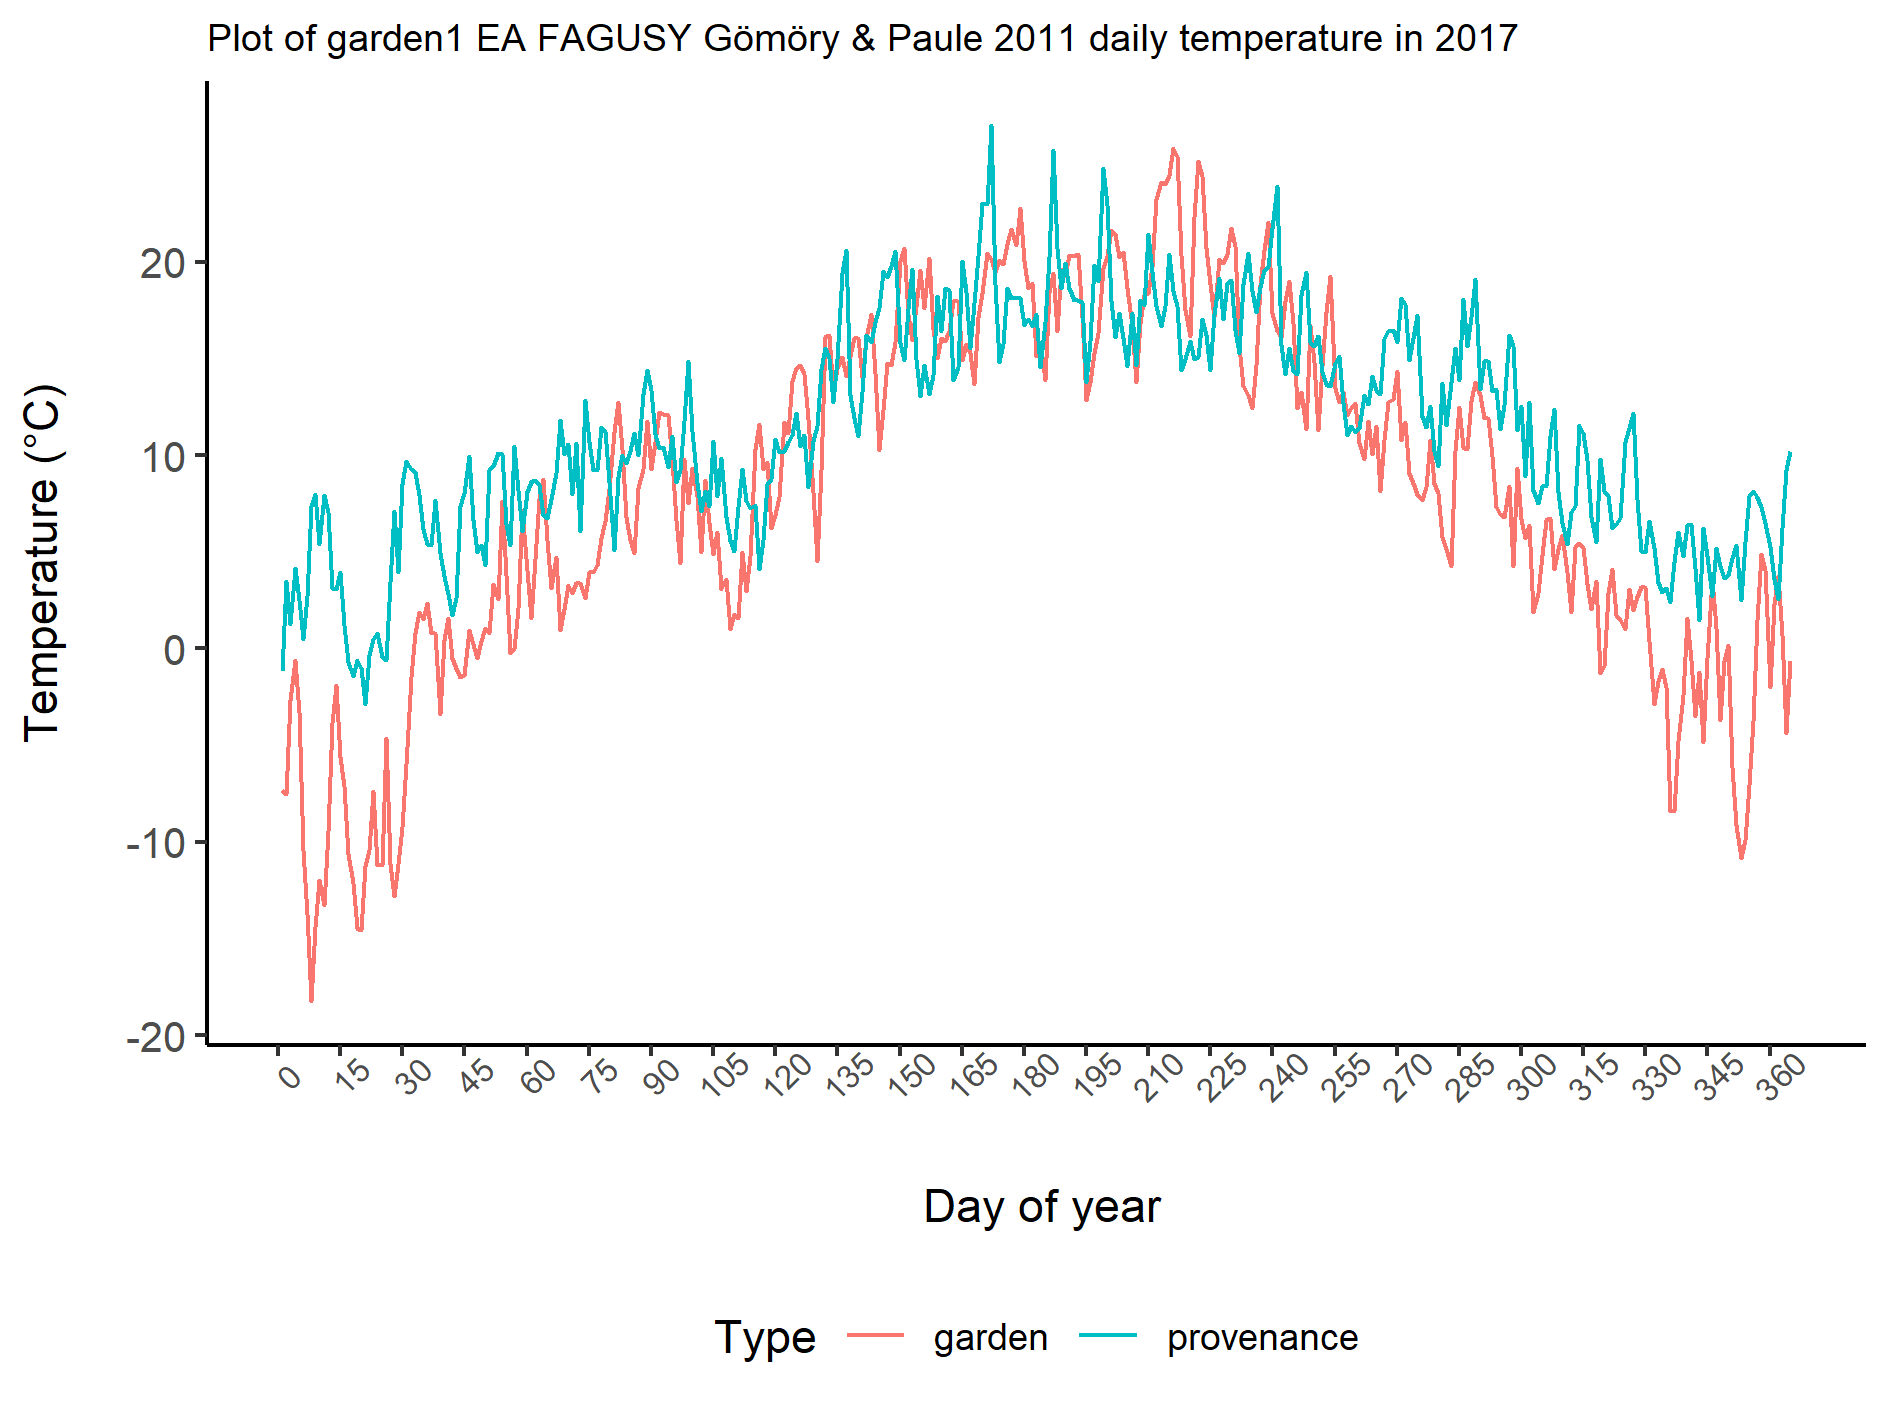 Plot of garden1 EA FAGUSY Gömöry & Paule 2011 daily temperature in 2017
Temperature (°C)
20
10
0
-10
-20
0 15 30 45 60 75 90 105 120 135 150 165 180 195 210 225 240 255 270 285 300 315 330 345 360
Day of year
Type garden provenance